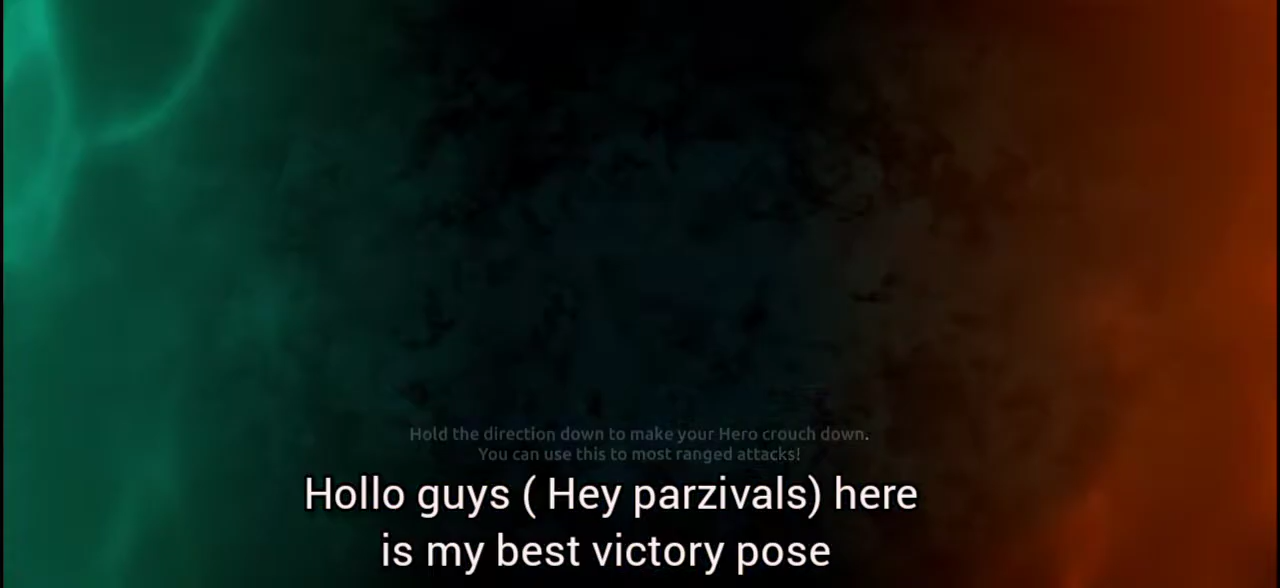 Hold the direction down to make your Hero crouch down.
You can use this to most ranged attacks!
Hollo guys ( Hey parzivals) here
is my best victory pose